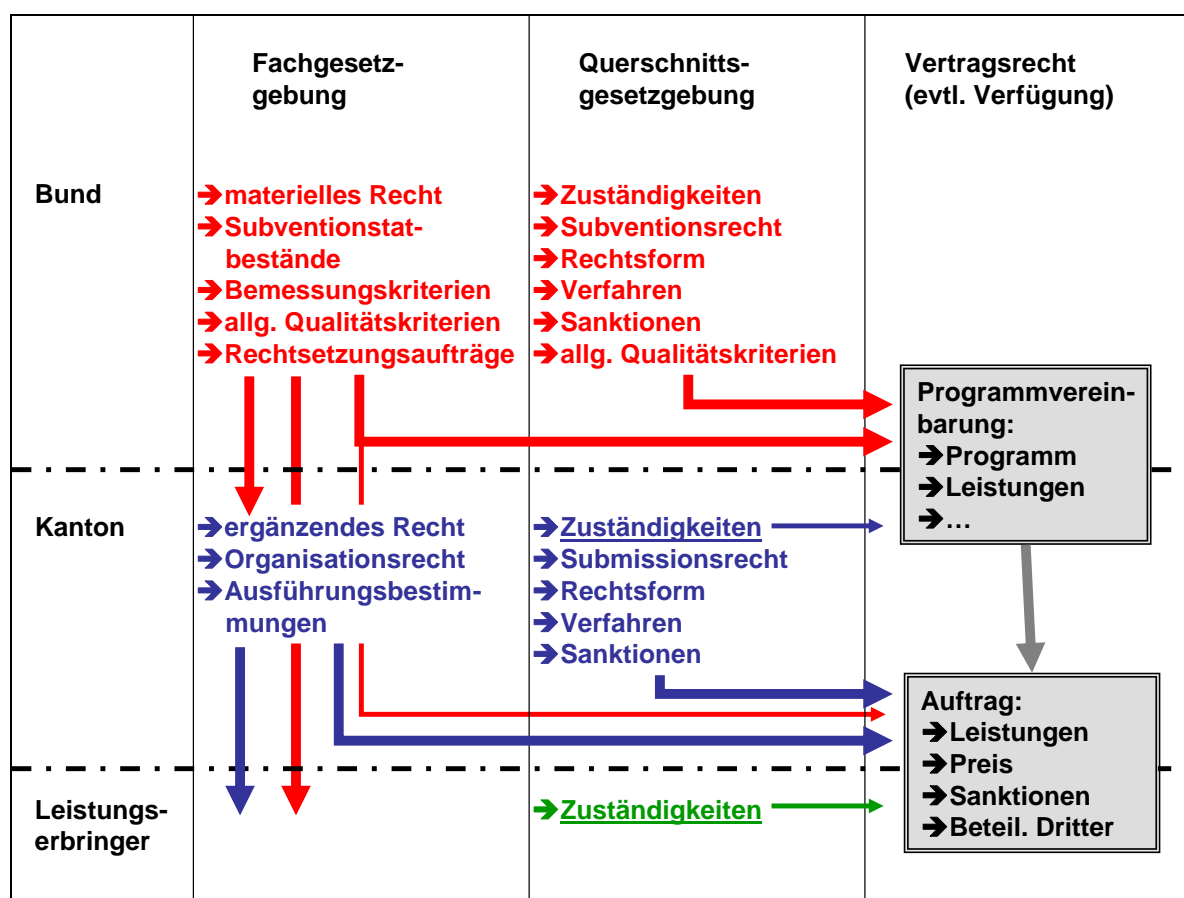 Fachgesetz-
gebung
Querschnitts-
gesetzgebung
Vertragsrecht
(evtl. Verfügung)
Bund
➔materielles Recht
➔Subventionstat-
bestände
➔Bemessungskriterien
➔allg. Qualitätskriterien
➔Rechtsetzungsaufträge
➔Zuständigkeiten
➔Subventionsrecht
➔Rechtsform
➔Verfahren
➔Sanktionen
➔allg. Qualitätskriterien
Programmverein-
barung:
➔Programm
➔Leistungen
➔…
Kanton
➔ergänzendes Recht
➔Organisationsrecht
➔Ausführungsbestim-
mungen
➔Zuständigkeiten
➔Submissionsrecht
➔Rechtsform
➔Verfahren
➔Sanktionen
Auftrag:
➔Leistungen
➔Preis
➔Sanktionen
➔Beteil. Dritter
Leistungs-
erbringer
➔Zuständigkeiten